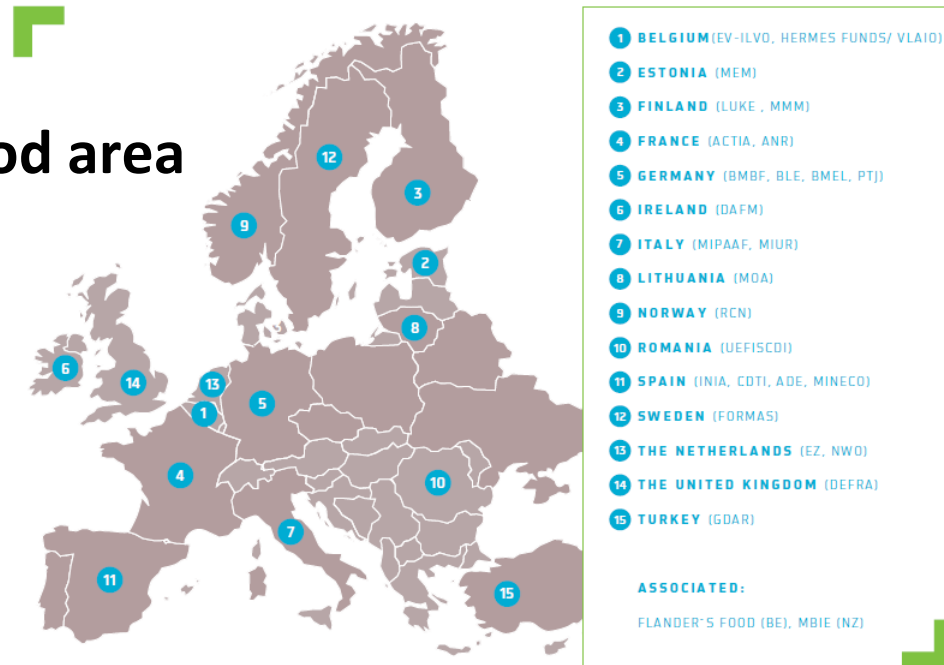 od area
12
3
9
2
8
6
14
13
1
5
4
10
7
11
15
1 BELGIUM(EV-ILVO, HERMES FUNDS/ VLAIO)
2 ESTONIA (MEM)
3 FINLAND (LUKE , MMM)
4 FRANCE (ACTIA, ANR)
5 GERMANY (BMBF, BLE, BMEL, PTJ)
6 IRELAND (DAFM)
7 ITALY (MIPAAF, MIUR)
8 LITHUANIA (MOA)
9 NORWAY (RCN)
10 ROMANIA (UEFISCDI)
11 SPAIN (INIA, CDTI, ADE, MINECO)
12 SWEDEN (FORMAS)
13 THE NETHERLANDS (EZ, NWO)
14 THE UNITED KINGDOM (DEFRA)
15 TURKEY (GDAR)
ASSOCIATED:
FLANDER'S FOOD (BE), MBIE (NZ)